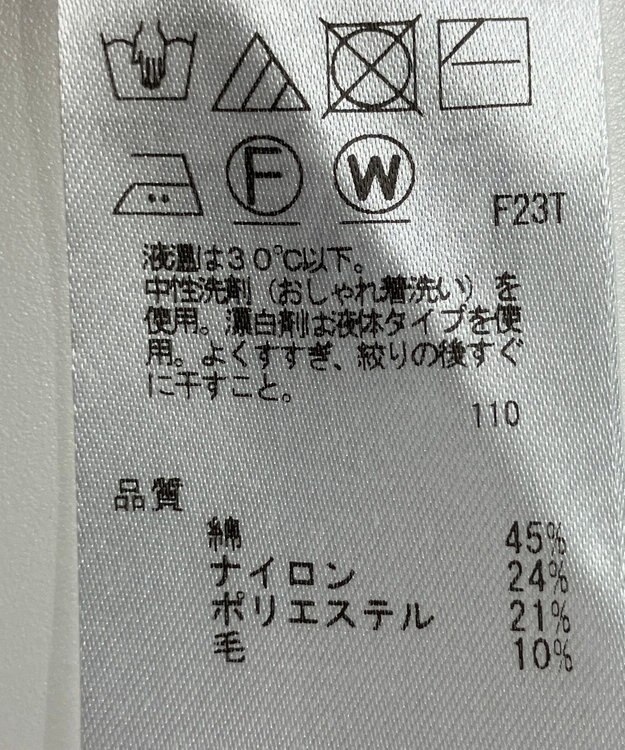 F W
F23T
液温は30℃以下。
中性洗剤（おしゃれ着洗い）を
使用。漂白剤は液体タイプを使
用。よくすすぎ、絞りの後すぐ
に干すこと。
110
品質
綿 45%
ナイロン 24%
ポリエステル 21%
毛 10%